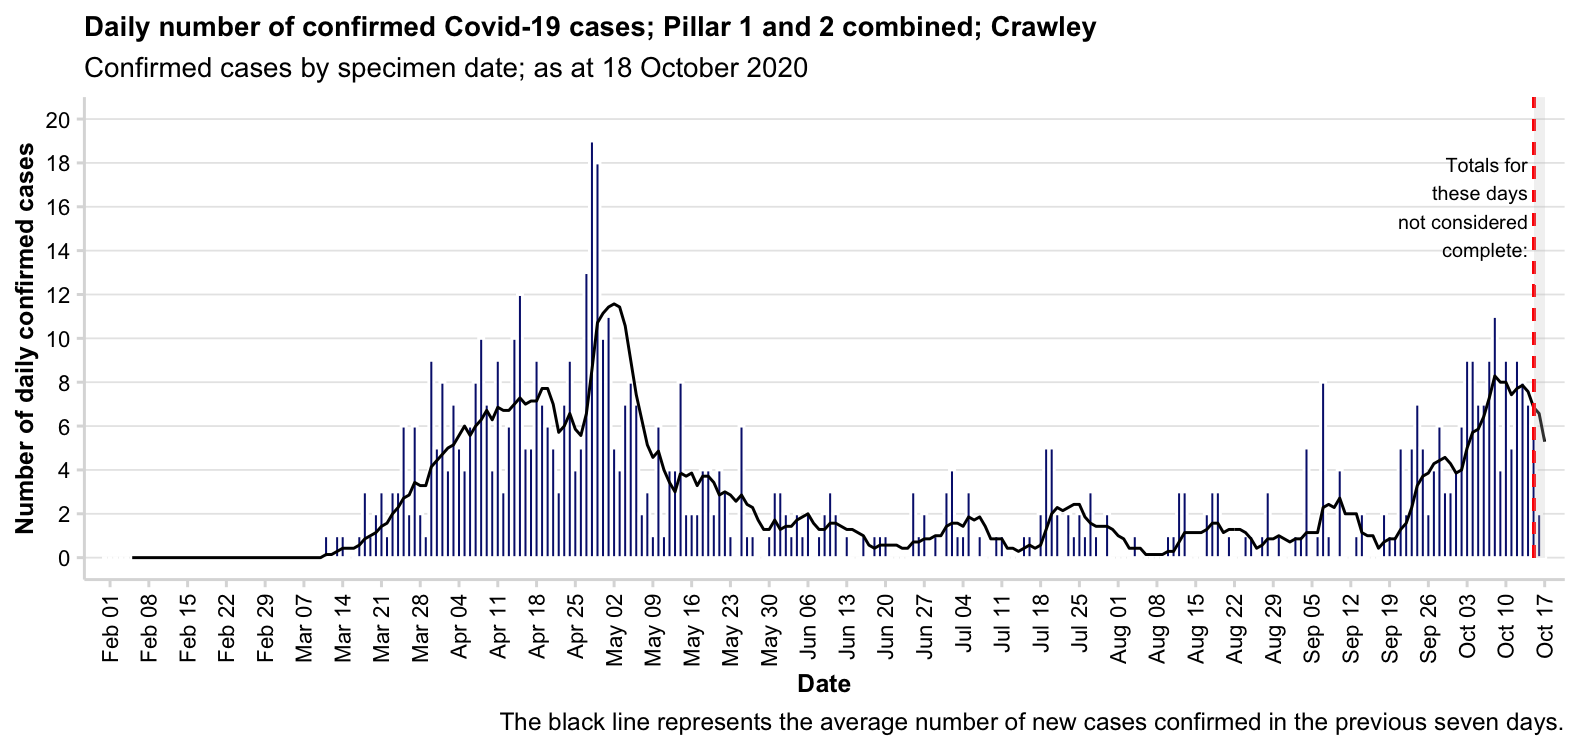 Daily number of confirmed Covid-19 cases; Pillar 1 and 2 combined; Crawley
Confirmed cases by specimen date; as at 18 October 2020
Number of daily confirmed cases
20
18
16
14
12
10
8
6
4
2
0
Totals for
these days
not considered
complete:
Feb 01
Feb 08
Feb 15
Feb 22
Feb 29
Mar 07
Mar 14
Mar 21
Mar 28
Apr 04
Apr 11
Apr 18
Apr 25
May 02
May 09
May 16
May 23
May 30
Jun 06
Jun 13
Jun 20
Jun 27
Jul 04
Jul 11
Jul 18
Jul 25
Aug 01
Aug 08
Aug 15
Aug 22
Aug 29
Sep 05
Sep 12
Sep 19
Sep 26
Oct 03
Oct 10
Oct 17
Date
The black line represents the average number of new cases confirmed in the previous seven days.